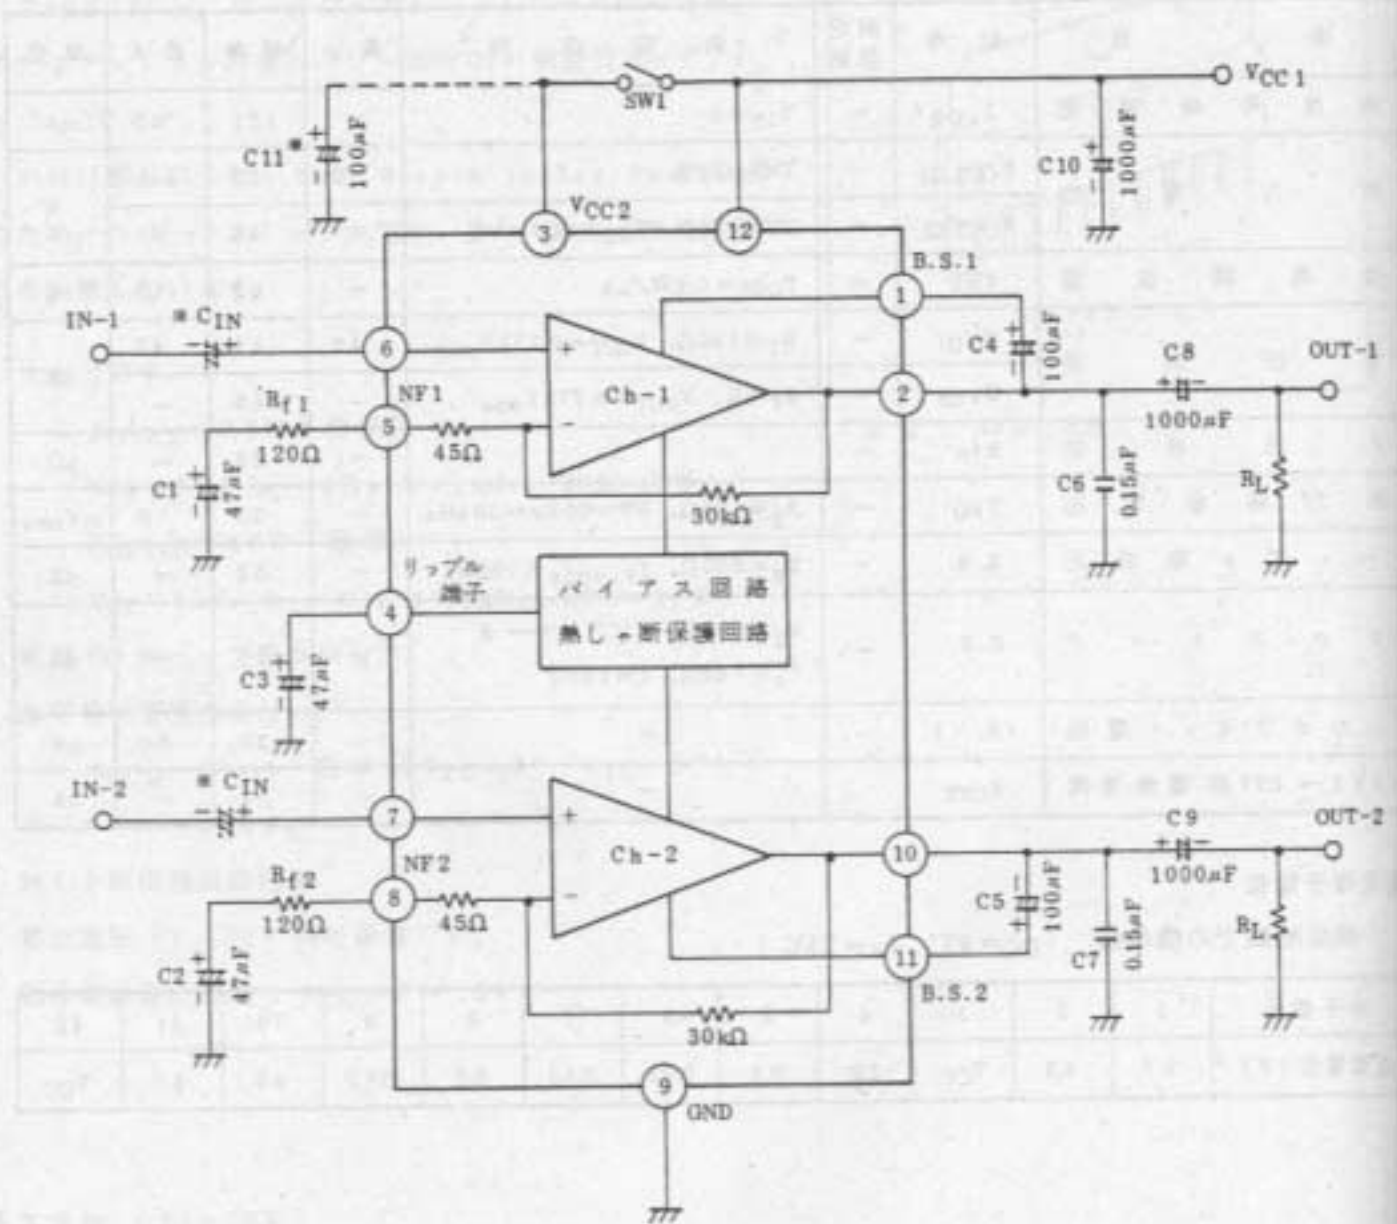 VCC1
SW1
C11*
100μF
C10
1000μF
VCC2
3
12
B.S.1
1
IN-1
* CIN
6
+
Ch-1
C4
100μF
C8
1000μF
OUT-1
2
Rf1
120Ω
NF1
5
45Ω
C1
47μF
30kΩ
C6
0.15μF
RL
リップル
端子
4
バイアス回路
熱しゃ断保護回路
C3
47μF
IN-2
* CIN
7
+
Ch-2
10
C9
1000μF
OUT-2
Rf2
120Ω
NF2
8
45Ω
C5
100μF
C2
47μF
11
B.S.2
C7
0.15μF
RL
30kΩ
9
GND